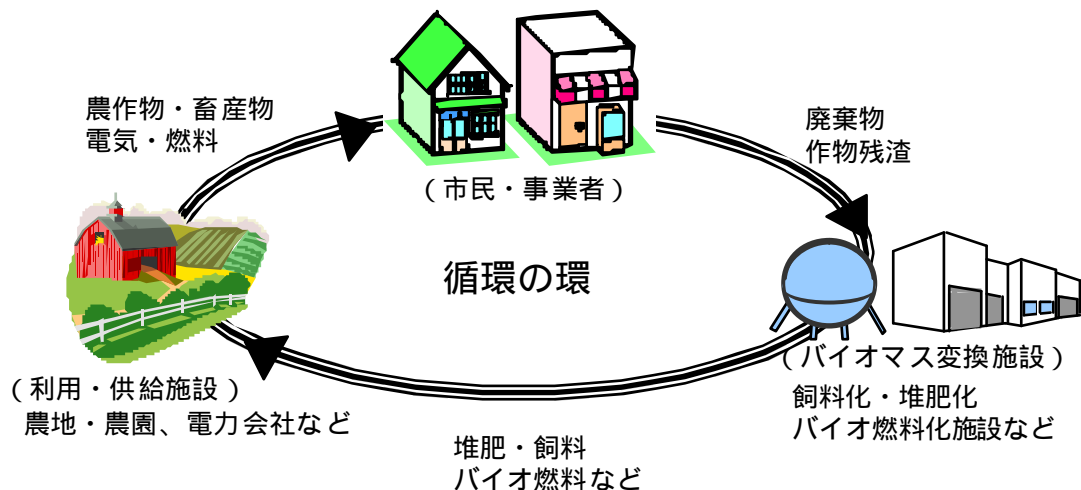 農作物・畜産物
電気・燃料
廃棄物
作物残渣
（市民・事業者）
循環の環
（バイオマス変換施設）
飼料化・堆肥化
バイオ燃料化施設など
（利用・供給施設）
農地・農園、電力会社など
堆肥・飼料
バイオ燃料など